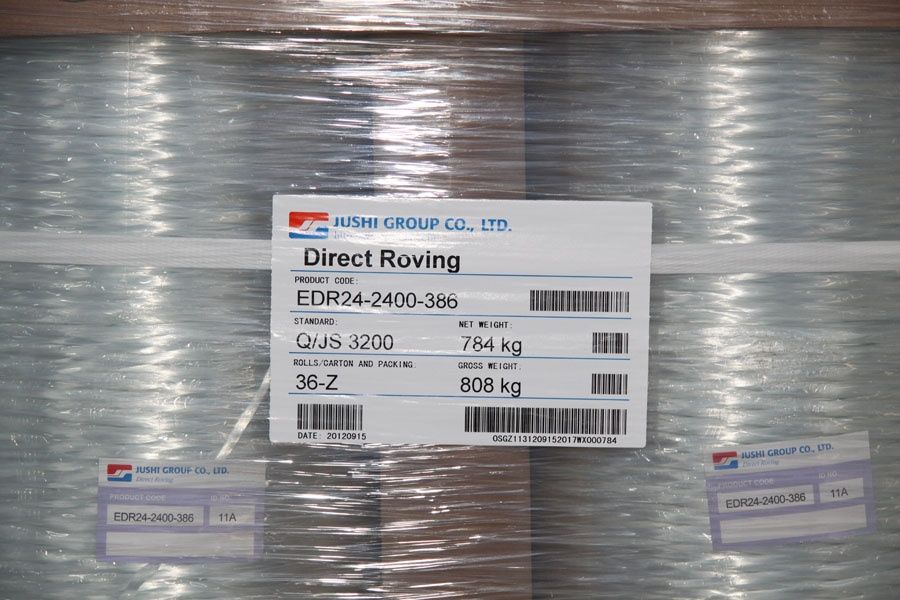 JUSHI GROUP CO., LTD.
Direct Roving
PRODUCT CODE:
EDR24-2400-386
STANDARD: NET WEIGHT:
Q/JS 3200 784 kg
ROLLS/CARTON AND PACKING: GROSS WEIGHT:
36-Z 808 kg
DATE: 20120915 OSGZ1131209152017WX000784
JUSHI GROUP CO., LTD.
Direct Roving
PRODUCT CODE ID NO.
EDR24-2400-386 11A
JUSHI GROUP CO., LTD.
Direct Roving
PRODUCT CODE ID NO.
EDR24-2400-386 11A